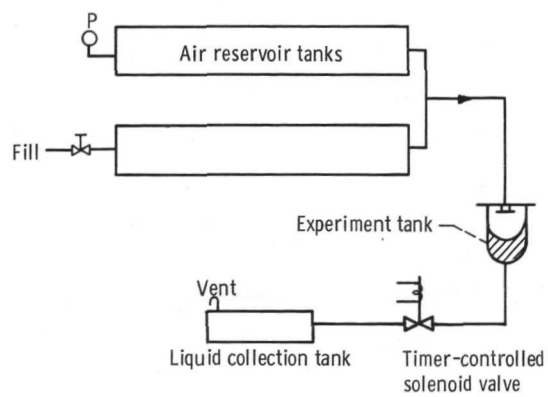 P
Air reservoir tanks
Fill
Experiment tank
Vent
Liquid collection tank
Timer-controlled
solenoid valve